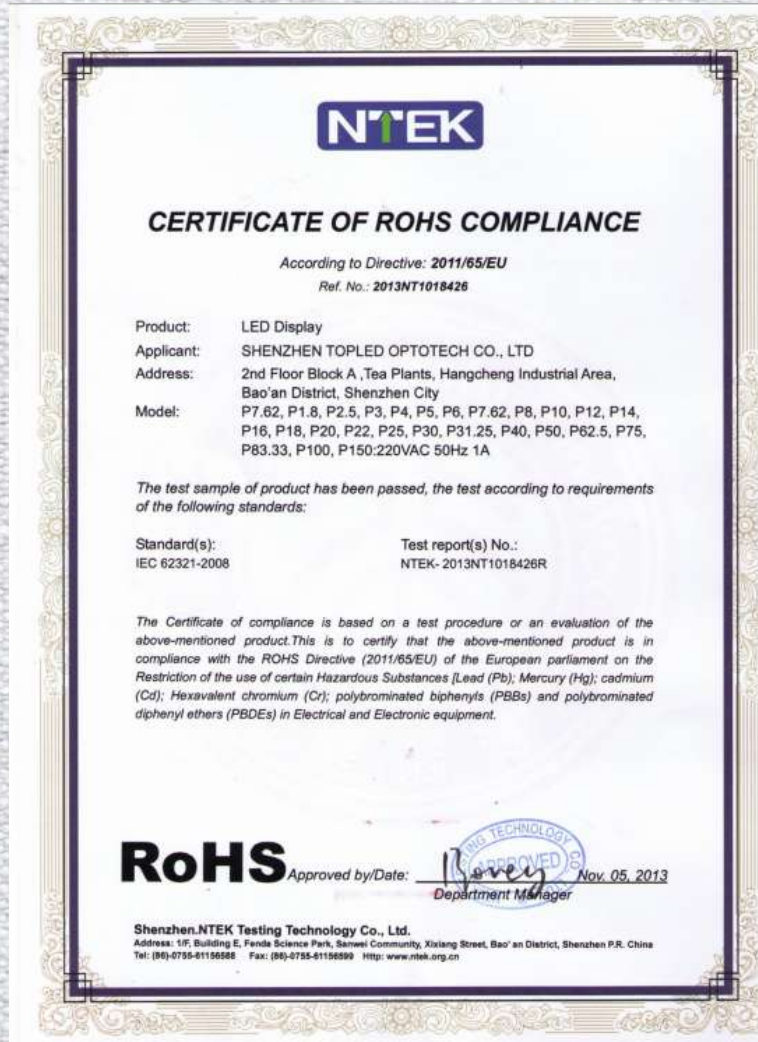 NTEK
CERTIFICATE OF ROHS COMPLIANCE
According to Directive: 2011/65/EU
Ref. No.: 2013NT1018426
Product: LED Display
Applicant: SHENZHEN TOPLED OPTOTECH CO., LTD
Address: 2nd Floor Block A ,Tea Plants, Hangcheng Industrial Area,
Bao'an District, Shenzhen City
Model: P7.62, P1.8, P2.5, P3, P4, P5, P6, P7.62, P8, P10, P12, P14,
P16, P18, P20, P22, P25, P30, P31.25, P40, P50, P62.5, P75,
P83.33, P100, P150:220VAC 50Hz 1A
The test sample of product has been passed, the test according to requirements
of the following standards:
Standard(s): Test report(s) No.:
IEC 62321-2008 NTEK- 2013NT1018426R
The Certificate of compliance is based on a test procedure or an evaluation of the
above-mentioned product.This is to certify that the above-mentioned product is in
compliance with the ROHS Directive (2011/65/EU) of the European parliament on the
Restriction of the use of certain Hazardous Substances [Lead (Pb); Mercury (Hg); cadmium
(Cd); Hexavalent chromium (Cr); polybrominated biphenyls (PBBs) and polybrominated
diphenyl ethers (PBDEs) in Electrical and Electronic equipment.
TECHNOLOGY
APPROVED
RoHS Approved by/Date: Nov. 05, 2013
Department Manager
Shenzhen.NTEK Testing Technology Co., Ltd.
Address: 1/F, Building E, Fenda Science Park, Sanwei Community, Xixiang Street, Bao' an District, Shenzhen P.R. China
Tel: (86)-0755-61156588 Fax: (86)-0755-61156599 Http: www.ntek.org.cn